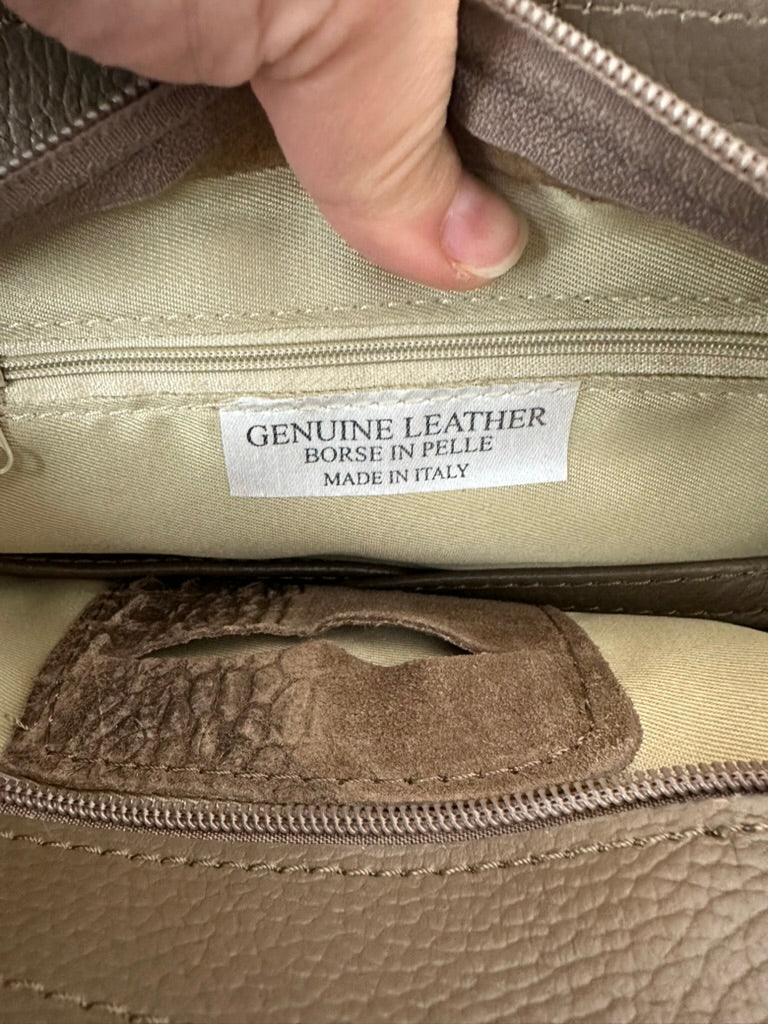 GENUINE LEATHER
BORSE IN PELLE
MADE IN ITALY